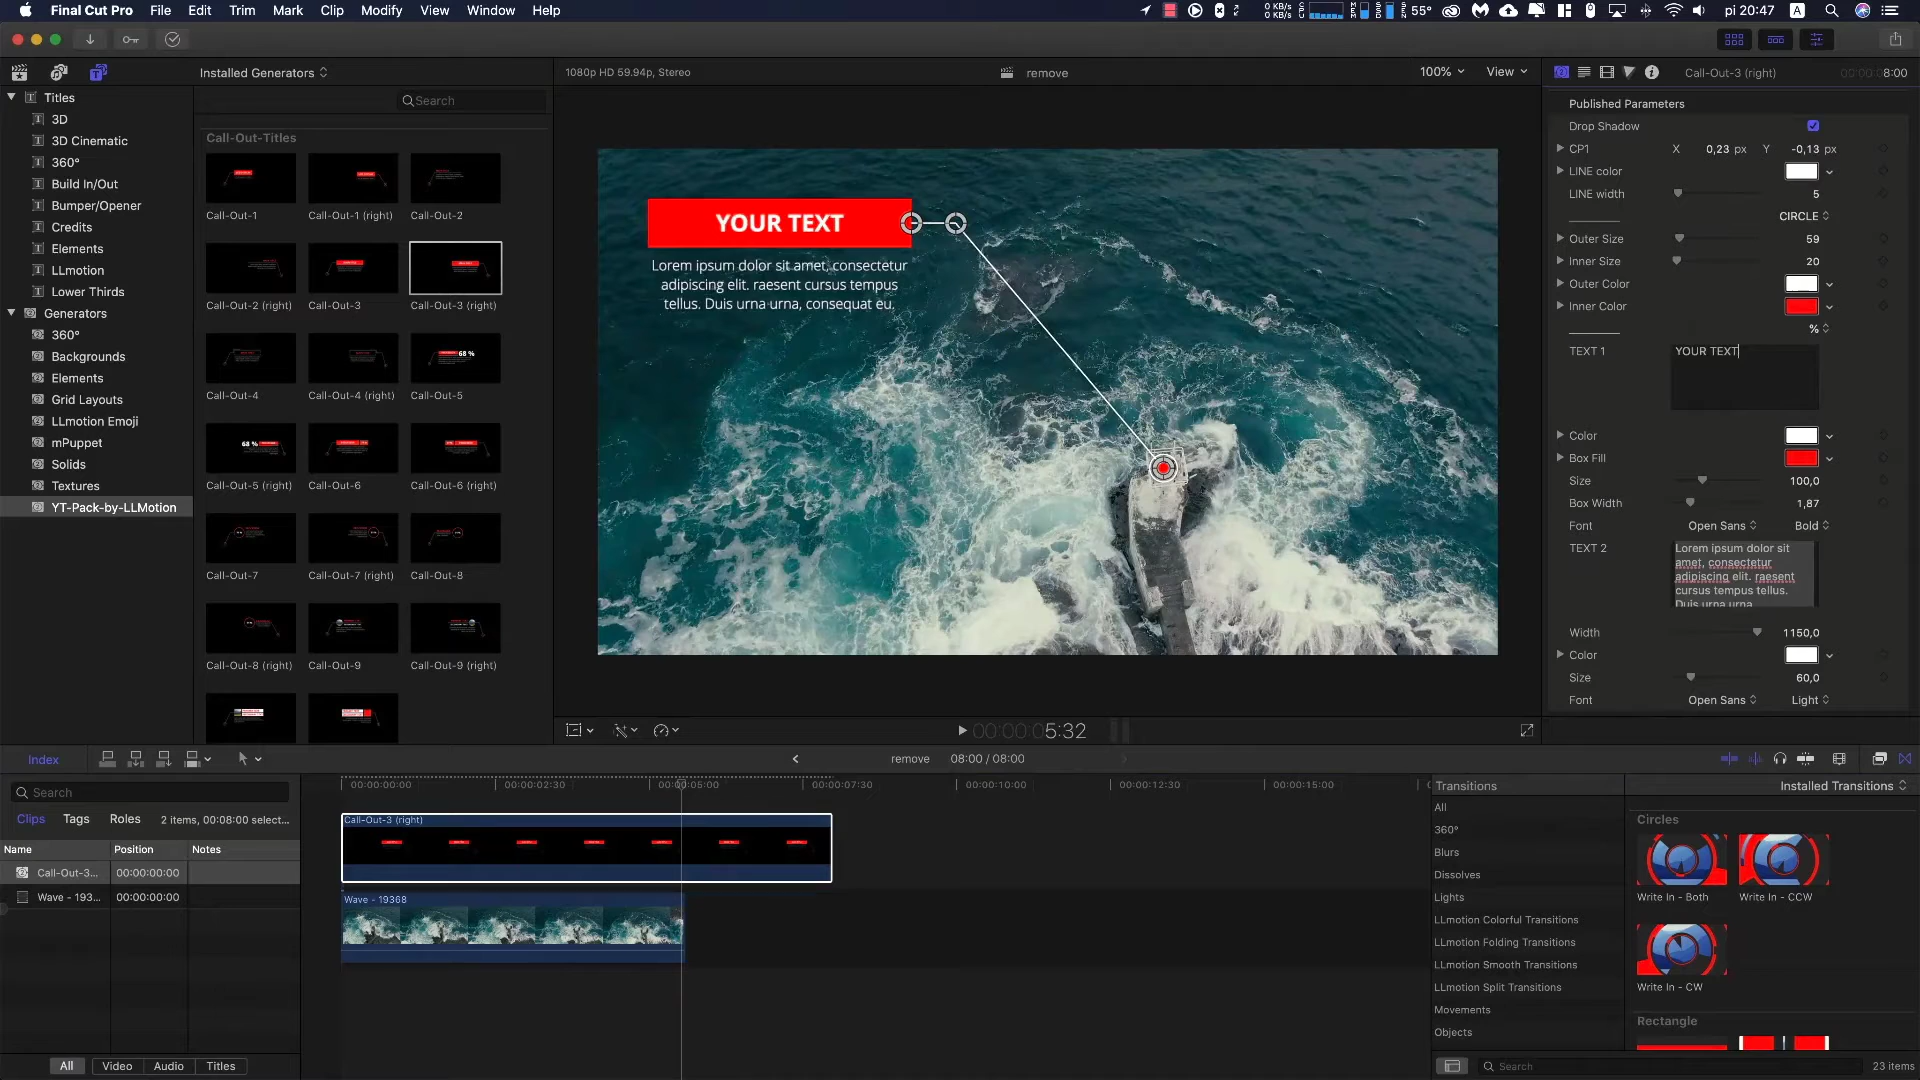 Final Cut Pro File Edit Trim Mark Clip Modify View Window Help
0 KB/s
0 KB/s
55°
pi 20:47
A
Installed Generators
1080p HD 59.94p, Stereo
remove
100%
View
Call-Out-3 (right)
8:00
Titles
3D
3D Cinematic
360°
Build In/Out
Bumper/Opener
Credits
Elements
LLmotion
Lower Thirds
Generators
360°
Backgrounds
Elements
Grid Layouts
LLmotion Emoji
mPuppet
Solids
Textures
YT-Pack-by-LLMotion
Search
Call-Out-Titles
Call-Out-1
Call-Out-1 (right)
Call-Out-2
Call-Out-2 (right)
Call-Out-3
Call-Out-3 (right)
68 %
Call-Out-4
Call-Out-4 (right)
Call-Out-5
68 %
Call-Out-5 (right)
Call-Out-6
Call-Out-6 (right)
Call-Out-7
Call-Out-7 (right)
Call-Out-8
Call-Out-8 (right)
Call-Out-9
Call-Out-9 (right)
YOUR TEXT
Lorem ipsum dolor sit amet, consectetur
adipiscing elit. raesent cursus tempus
tellus. Duis urna urna, consequat eu.
Published Parameters
Drop Shadow
CP1 X 0,23 px Y -0,13 px
LINE color
LINE width 5
CIRCLE
Outer Size 59
Inner Size 20
Outer Color
Inner Color
%
TEXT 1 YOUR TEXT
Color
Box Fill
Size 100,0
Box Width 1,87
Font Open Sans Bold
TEXT 2 Lorem ipsum dolor sit
amet, consectetur
adipiscing elit. raesent
cursus tempus tellus.
Duis urna urna
Width 1150,0
Color
Size 60,0
Font Open Sans Light
00:00:05:32
Index
remove
08:00 / 08:00
Search
Clips Tags Roles 2 items, 00:08:00 select...
Name Position Notes
Call-Out-3... 00:00:00:00
Wave - 193... 00:00:00:00
All Video Audio Titles
00:00:00:00
00:00:02:30
00:00:05:00
00:00:07:30
00:00:10:00
00:00:12:30
00:00:15:00
Call-Out-3 (right)
Wave - 19368
Transitions
Installed Transitions
All
360°
Blurs
Dissolves
Lights
LLmotion Colorful Transitions
LLmotion Folding Transitions
LLmotion Smooth Transitions
LLmotion Split Transitions
Movements
Objects
Circles
Write In - Both
Write In - CCW
Write In - CW
Rectangle
Search
23 items